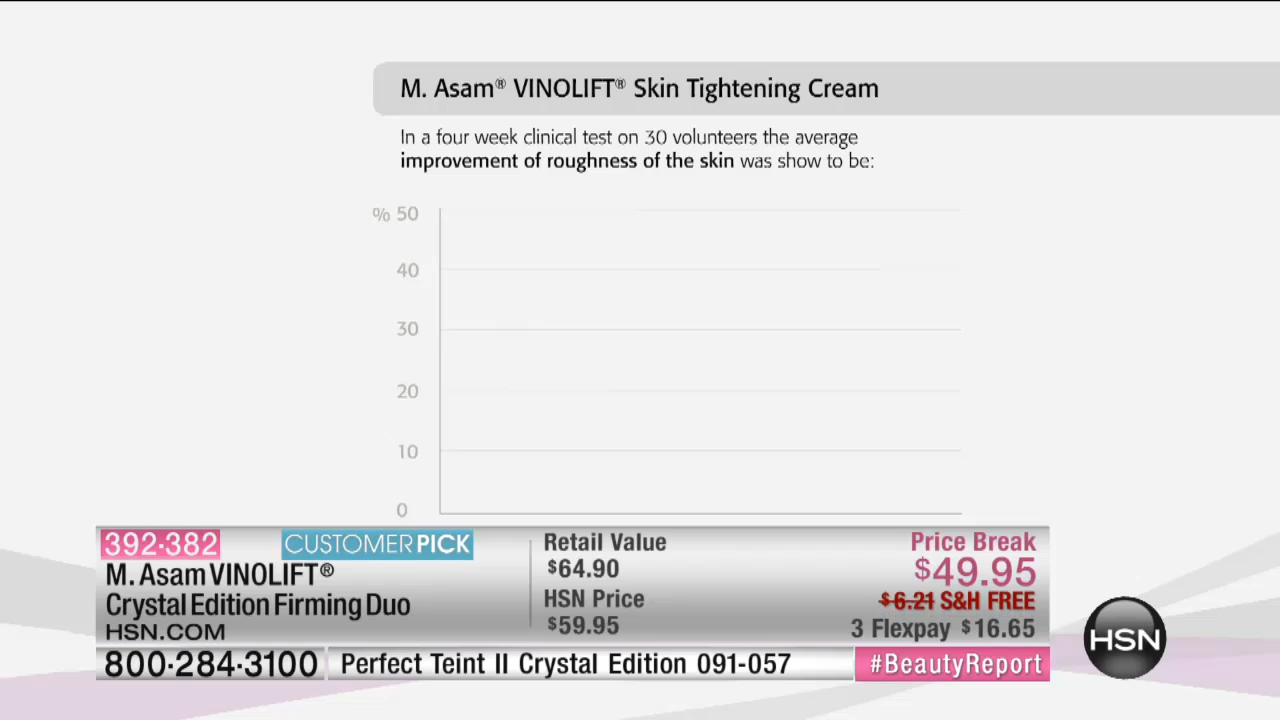 M. Asam® VINOLIFT® Skin Tightening Cream
In a four week clinical test on 30 volunteers the average
improvement of roughness of the skin was show to be:
% 50
40
30
20
10
0
392·382
CUSTOMER PICK
M. Asam VINOLIFT®
Crystal Edition Firming Duo
HSN.COM
Retail Value
$64.90
HSN Price
$59.95
Price Break
$49.95
$6.21 S&H FREE
3 Flexpay $16.65
HSN
800·284·3100
Perfect Teint II Crystal Edition 091-057
#BeautyReport